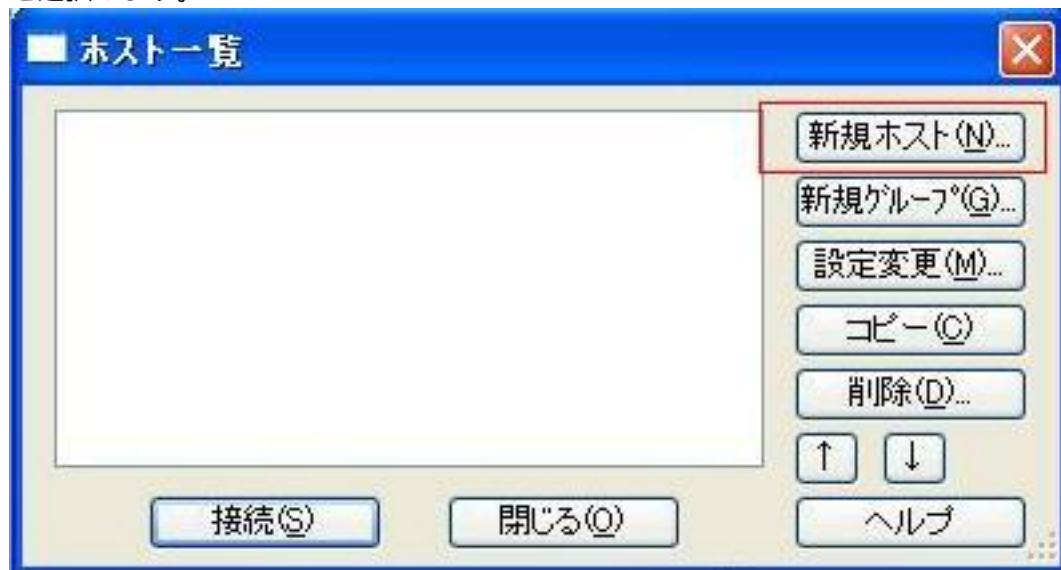 ホスト一覧
新規ホスト(N)...
新規ｸﾞﾙｰﾌﾟ(G)...
設定変更(M)...
コピー(C)
削除(D)...
↑ ↓
接続(S) 閉じる(O) ヘルプ